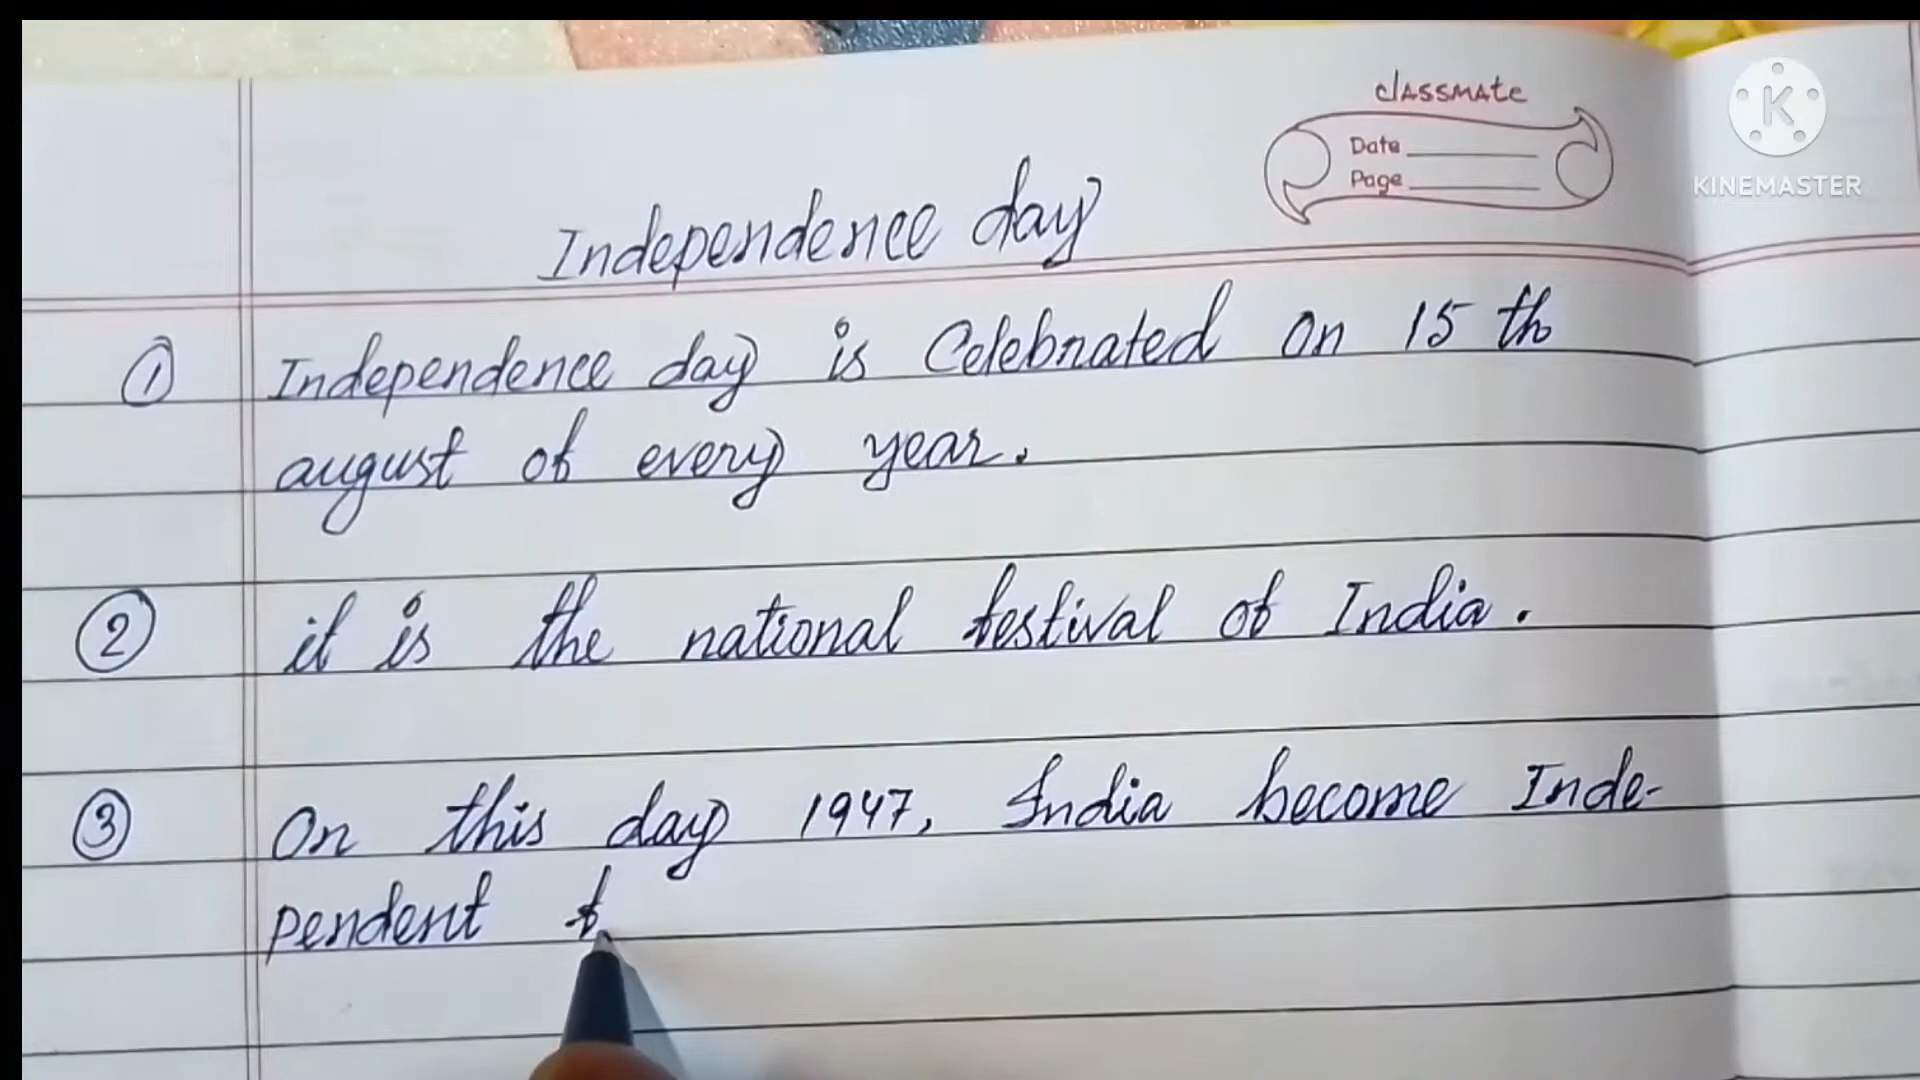 classmate
Date
Page
KINEMASTER
Independence day
① Independence day is Celebrated on 15 th
august of every year.
② it is the national festival of India.
③ On this day 1947, India become Inde-
pendent f